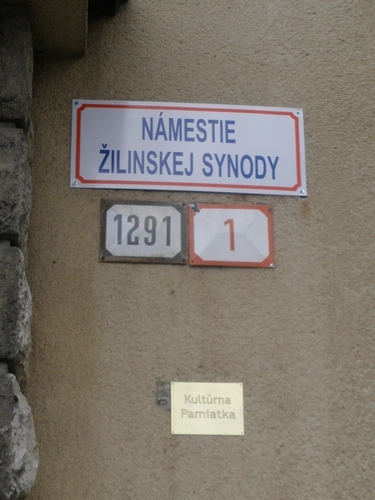 NÁMESTIE
ŽILINSKEJ SYNODY
1291 1
Kultúrna
Pamiatka